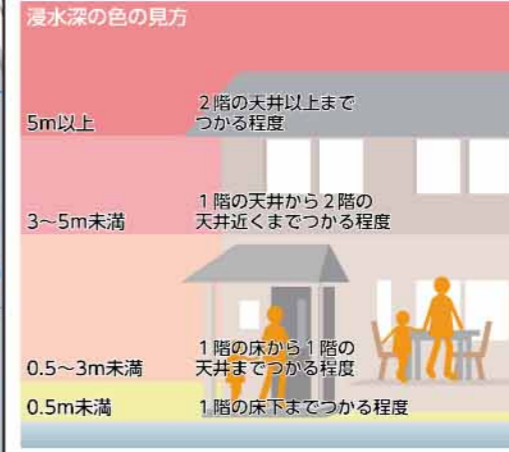 浸水深の色の見方
5m以上
2階の天井以上まで
つかる程度
3～5m未満
1階の天井から2階の
天井近くまでつかる程度
0.5～3m未満
1階の床から1階の
天井までつかる程度
0.5m未満
1階の床下までつかる程度